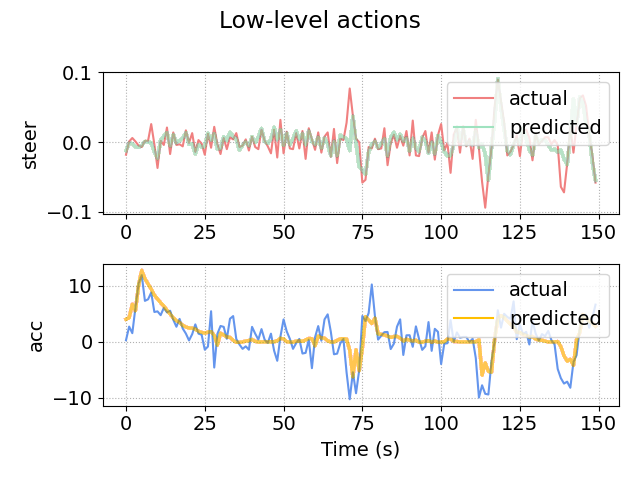 Low-level actions
0.1
0.0
−0.1
steer
actual
predicted
0 25 50 75 100 125 150
10
0
−10
acc
actual
predicted
0 25 50 75 100 125 150
Time (s)